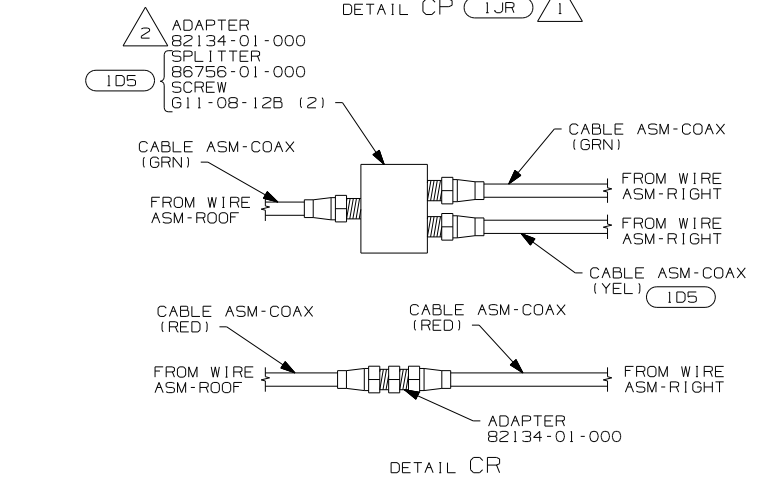 DETAIL CP 1JR 1
2 ADAPTER
82134-01-000
SPLITTER
86756-01-000
1D5
SCREW
G11-08-12B (2)
CABLE ASM-COAX
(GRN)
CABLE ASM-COAX
(GRN)
FROM WIRE
ASM-ROOF
FROM WIRE
ASM-RIGHT
FROM WIRE
ASM-RIGHT
CABLE ASM-COAX
(YEL) 1D5
CABLE ASM-COAX
(RED)
CABLE ASM-COAX
(RED)
FROM WIRE
ASM-ROOF
FROM WIRE
ASM-RIGHT
ADAPTER
82134-01-000
DETAIL CR